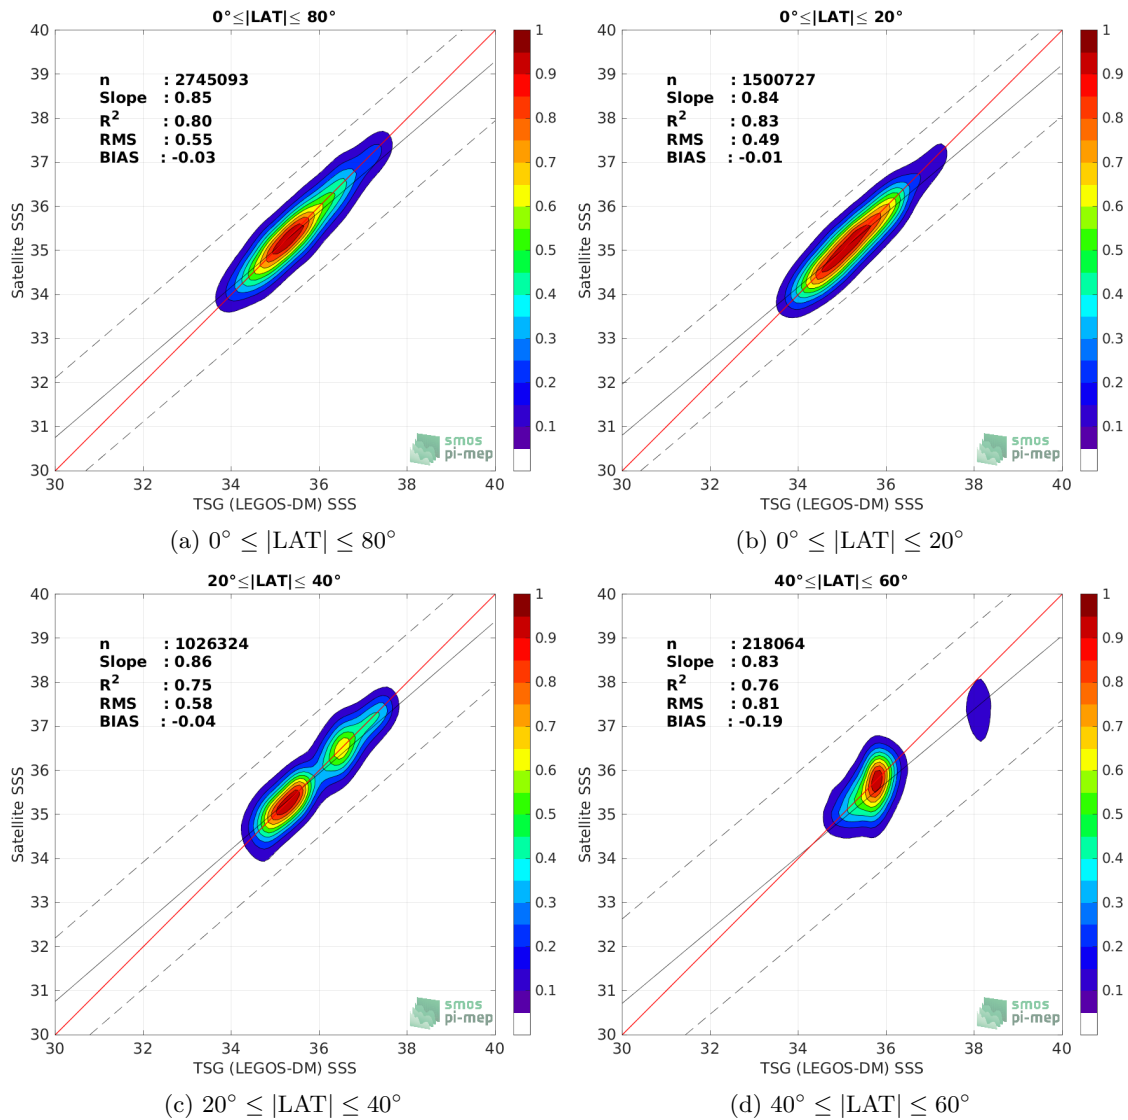 0°≤|LAT|≤ 80°
n : 2745093
Slope : 0.85
R² : 0.80
RMS : 0.55
BIAS : -0.03
40
39
38
37
36
35
34
33
32
31
30
Satellite SSS
30 32 34 36 38 40
TSG (LEGOS-DM) SSS
1
0.9
0.8
0.7
0.6
0.5
0.4
0.3
0.2
0.1
smos
pi-mep
(a) 0° ≤ |LAT| ≤ 80°
0°≤|LAT|≤ 20°
n : 1500727
Slope : 0.84
R² : 0.83
RMS : 0.49
BIAS : -0.01
40
39
38
37
36
35
34
33
32
31
30
Satellite SSS
30 32 34 36 38 40
TSG (LEGOS-DM) SSS
1
0.9
0.8
0.7
0.6
0.5
0.4
0.3
0.2
0.1
smos
pi-mep
(b) 0° ≤ |LAT| ≤ 20°
20°≤|LAT|≤ 40°
n : 1026324
Slope : 0.86
R² : 0.75
RMS : 0.58
BIAS : -0.04
40
39
38
37
36
35
34
33
32
31
30
Satellite SSS
30 32 34 36 38 40
TSG (LEGOS-DM) SSS
1
0.9
0.8
0.7
0.6
0.5
0.4
0.3
0.2
0.1
smos
pi-mep
(c) 20° ≤ |LAT| ≤ 40°
40°≤|LAT|≤ 60°
n : 218064
Slope : 0.83
R² : 0.76
RMS : 0.81
BIAS : -0.19
40
39
38
37
36
35
34
33
32
31
30
Satellite SSS
30 32 34 36 38 40
TSG (LEGOS-DM) SSS
1
0.9
0.8
0.7
0.6
0.5
0.4
0.3
0.2
0.1
smos
pi-mep
(d) 40° ≤ |LAT| ≤ 60°